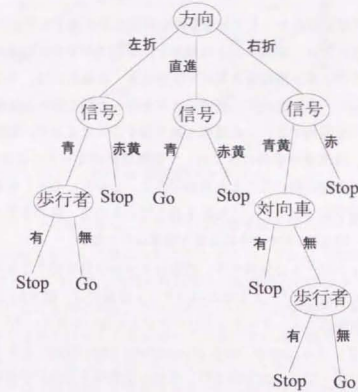 方向
左折 直進 右折
信号 信号 信号
青 赤黄 青 赤黄 青黄 赤
歩行者 Stop Go Stop 対向車 Stop
有 無 有 無
Stop Go Stop 歩行者
有 無
Stop Go